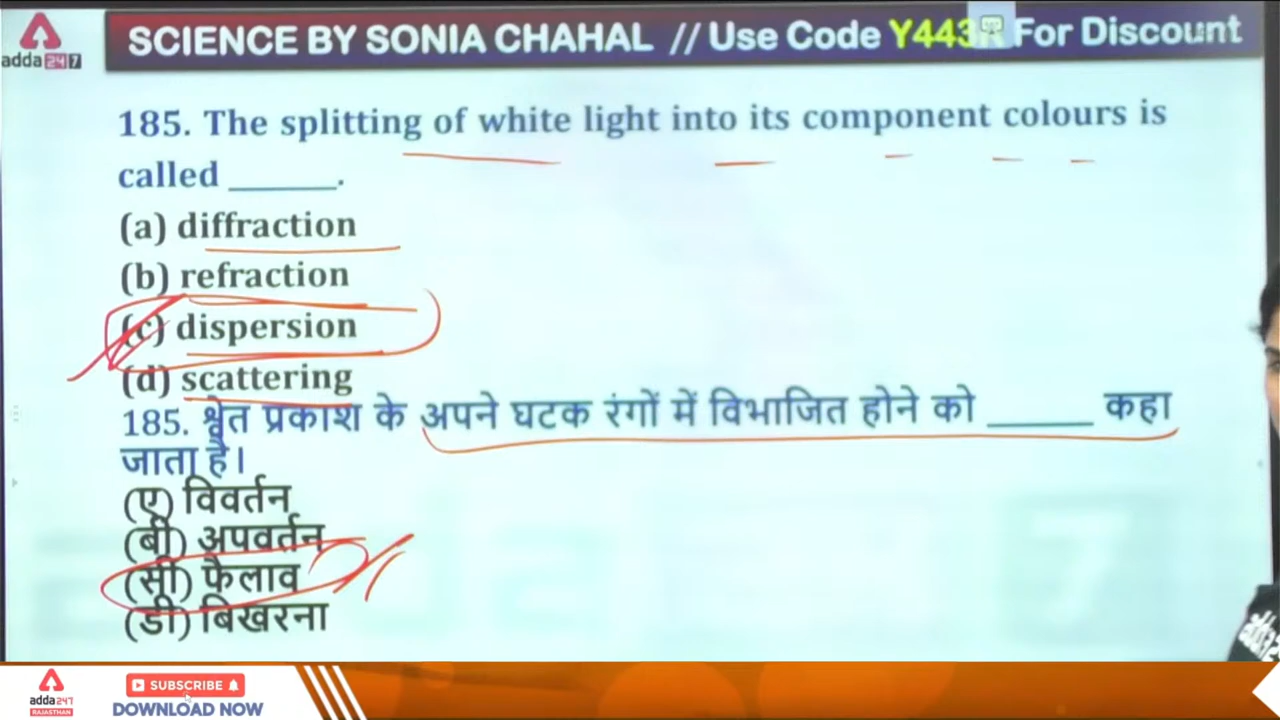 adda247
SCIENCE BY SONIA CHAHAL // Use Code Y443R For Discount
185. The splitting of white light into its component colours is
called ______.
(a) diffraction
(b) refraction
(c) dispersion
(d) scattering
185. श्वेत प्रकाश के अपने घटक रंगों में विभाजित होने को ______ कहा
जाता है।
(ए) विवर्तन
(बी) अपवर्तन
(सी) फैलाव
(डी) बिखरना
7
adda247
RAJASTHAN
SUBSCRIBE
DOWNLOAD NOW